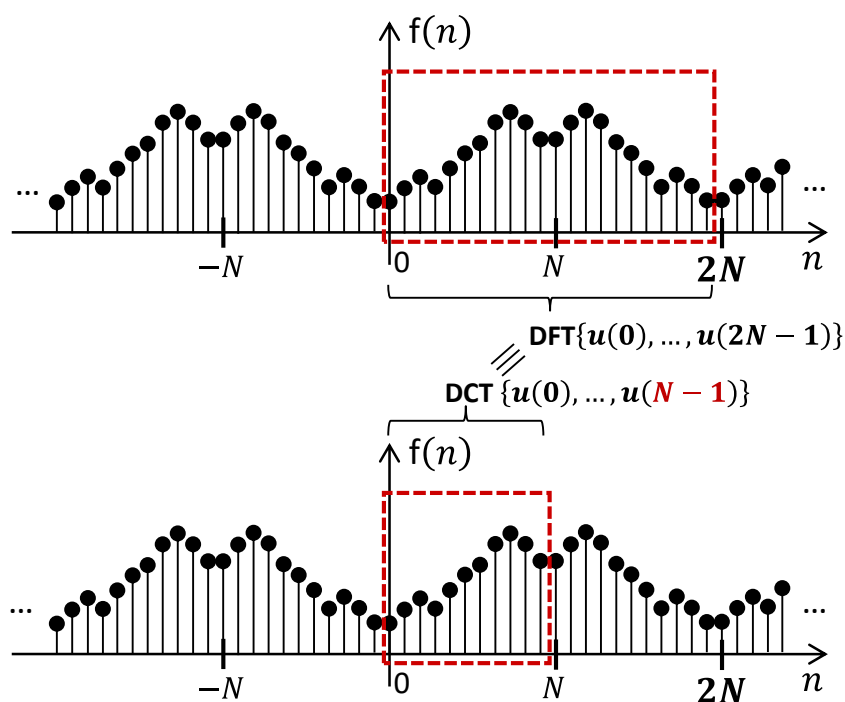 f(n)
... ...
−N 0 N 2N n
DFT{u(0), ..., u(2N − 1)}
DCT {u(0), ..., u(N − 1)}
f(n)
... ...
−N 0 N 2N n